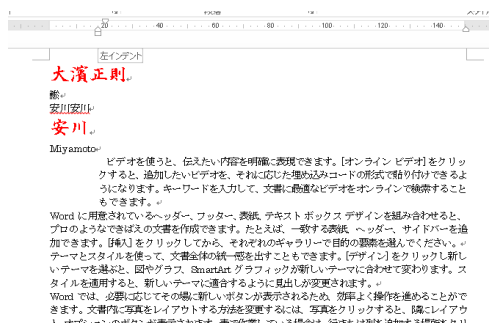 20 40 60 80 100 120 140
左インデント
大濱正則
松
安川安川
安川
Miyamoto
ビデオを使うと、伝えたい内容を明確に表現できます。[オンライン ビデオ] をクリッ
クすると、追加したいビデオを、それに応じた埋め込みコードの形式で貼り付けできるよ
うになります。キーワードを入力して、文書に最適なビデオをオンラインで検索すること
もできます。
Word に用意されているヘッダー、フッター、表紙、テキスト ボックス デザインを組み合わせると、
プロのようなできばえの文書を作成できます。たとえば、一致する表紙、ヘッダー、サイドバーを追
加できます。[挿入] をクリックしてから、それぞれのギャラリーで目的の要素を選んでください。
テーマとスタイルを使って、文書全体の統一感を出すこともできます。[デザイン] をクリックし新し
いテーマを選ぶと、図やグラフ、SmartArt グラフィックが新しいテーマに合わせて変わります。ス
タイルを適用すると、新しいテーマに適合するように見出しが変更されます。
Word では、必要に応じてその場に新しいボタンが表示されるため、効率よく操作を進めることがで
きます。文書内に写真をレイアウトする方法を変更するには、写真をクリックすると、隣にレイアウ